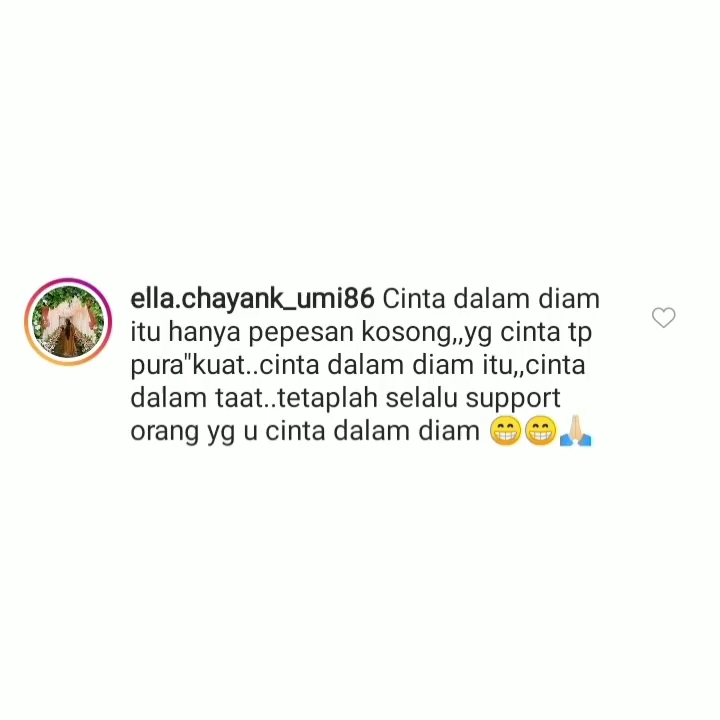 ella.chayank_umi86 Cinta dalam diam
itu hanya pepesan kosong,,yg cinta tp
pura"kuat..cinta dalam diam itu,,cinta
dalam taat..tetaplah selalu support
orang yg u cinta dalam diam 😁😁🙏🏼